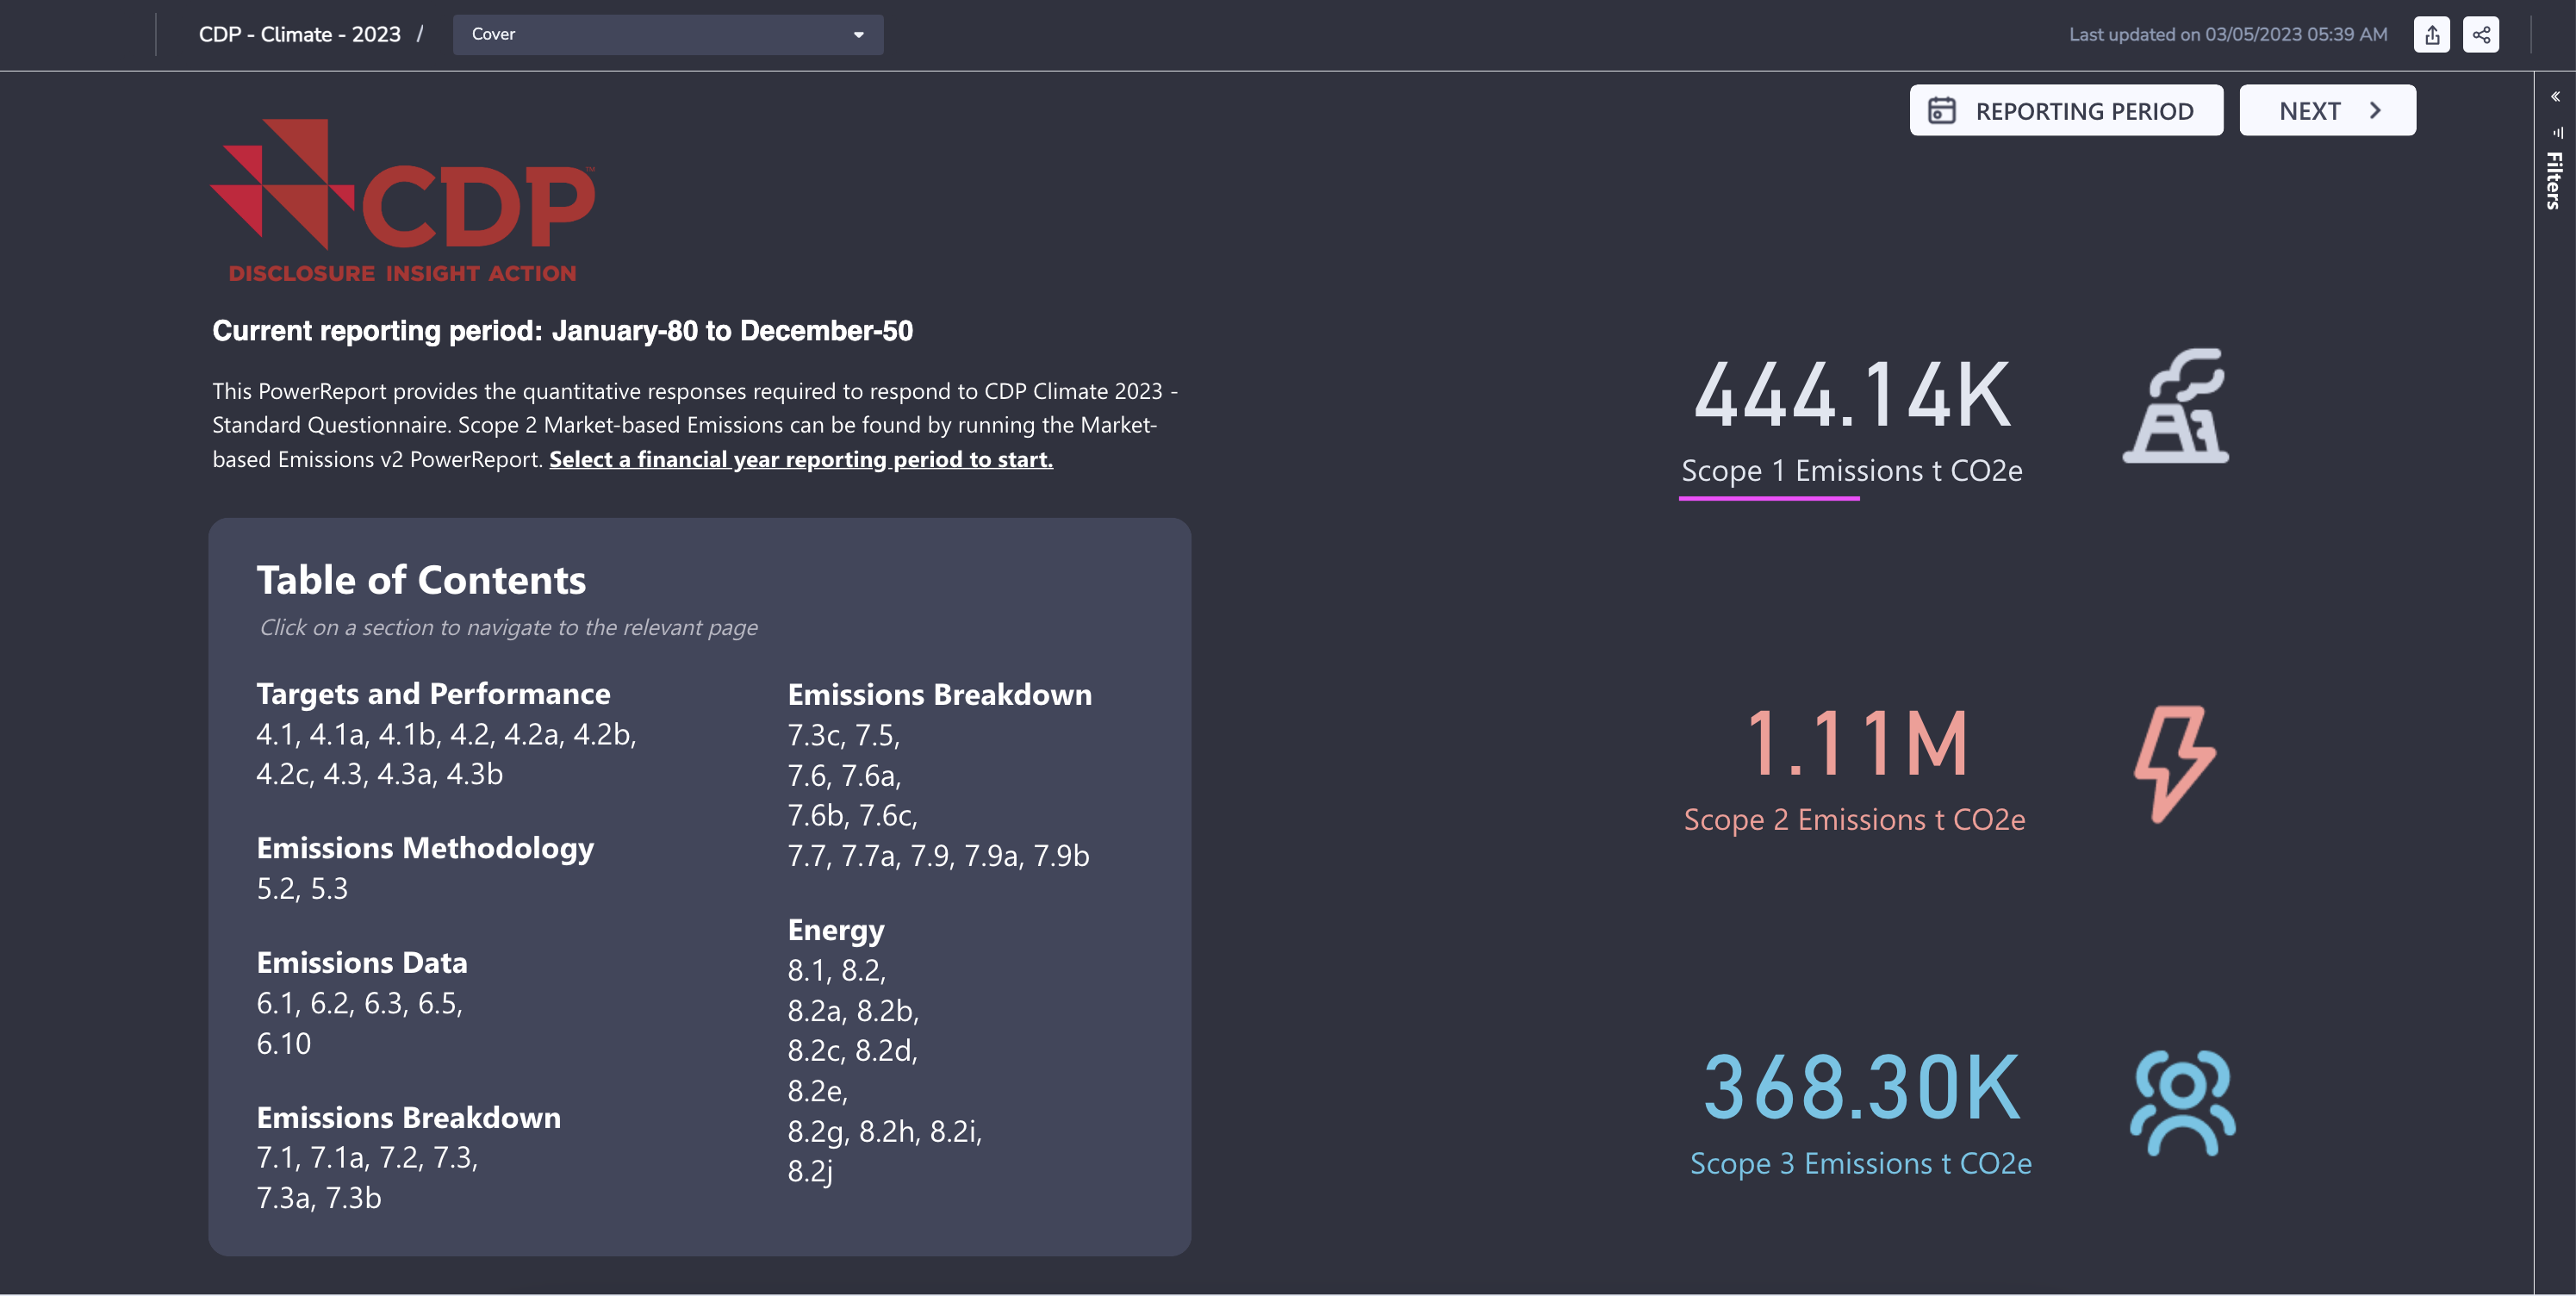 CDP - Climate - 2023 /
Cover
Last updated on 03/05/2023 05:39 AM
REPORTING PERIOD
NEXT
Filters
CDP™
DISCLOSURE INSIGHT ACTION
Current reporting period: January-80 to December-50
This PowerReport provides the quantitative responses required to respond to CDP Climate 2023 -
Standard Questionnaire. Scope 2 Market-based Emissions can be found by running the Market-
based Emissions v2 PowerReport. Select a financial year reporting period to start.
Table of Contents
Click on a section to navigate to the relevant page
Targets and Performance
4.1, 4.1a, 4.1b, 4.2, 4.2a, 4.2b,
4.2c, 4.3, 4.3a, 4.3b
Emissions Methodology
5.2, 5.3
Emissions Data
6.1, 6.2, 6.3, 6.5,
6.10
Emissions Breakdown
7.1, 7.1a, 7.2, 7.3,
7.3a, 7.3b
Emissions Breakdown
7.3c, 7.5,
7.6, 7.6a,
7.6b, 7.6c,
7.7, 7.7a, 7.9, 7.9a, 7.9b
Energy
8.1, 8.2,
8.2a, 8.2b,
8.2c, 8.2d,
8.2e,
8.2g, 8.2h, 8.2i,
8.2j
444.14K
Scope 1 Emissions t CO2e
1.11M
Scope 2 Emissions t CO2e
368.30K
Scope 3 Emissions t CO2e